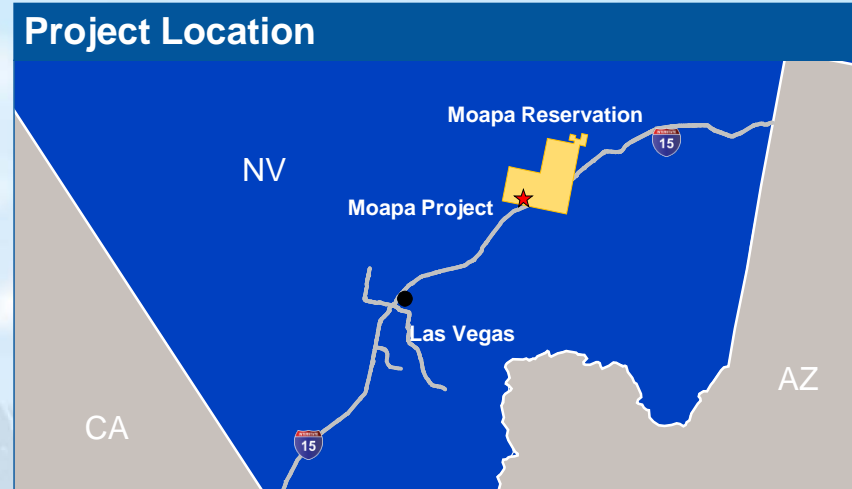 Project Location
Moapa Reservation
15
NV
Moapa Project
Las Vegas
AZ
CA
15